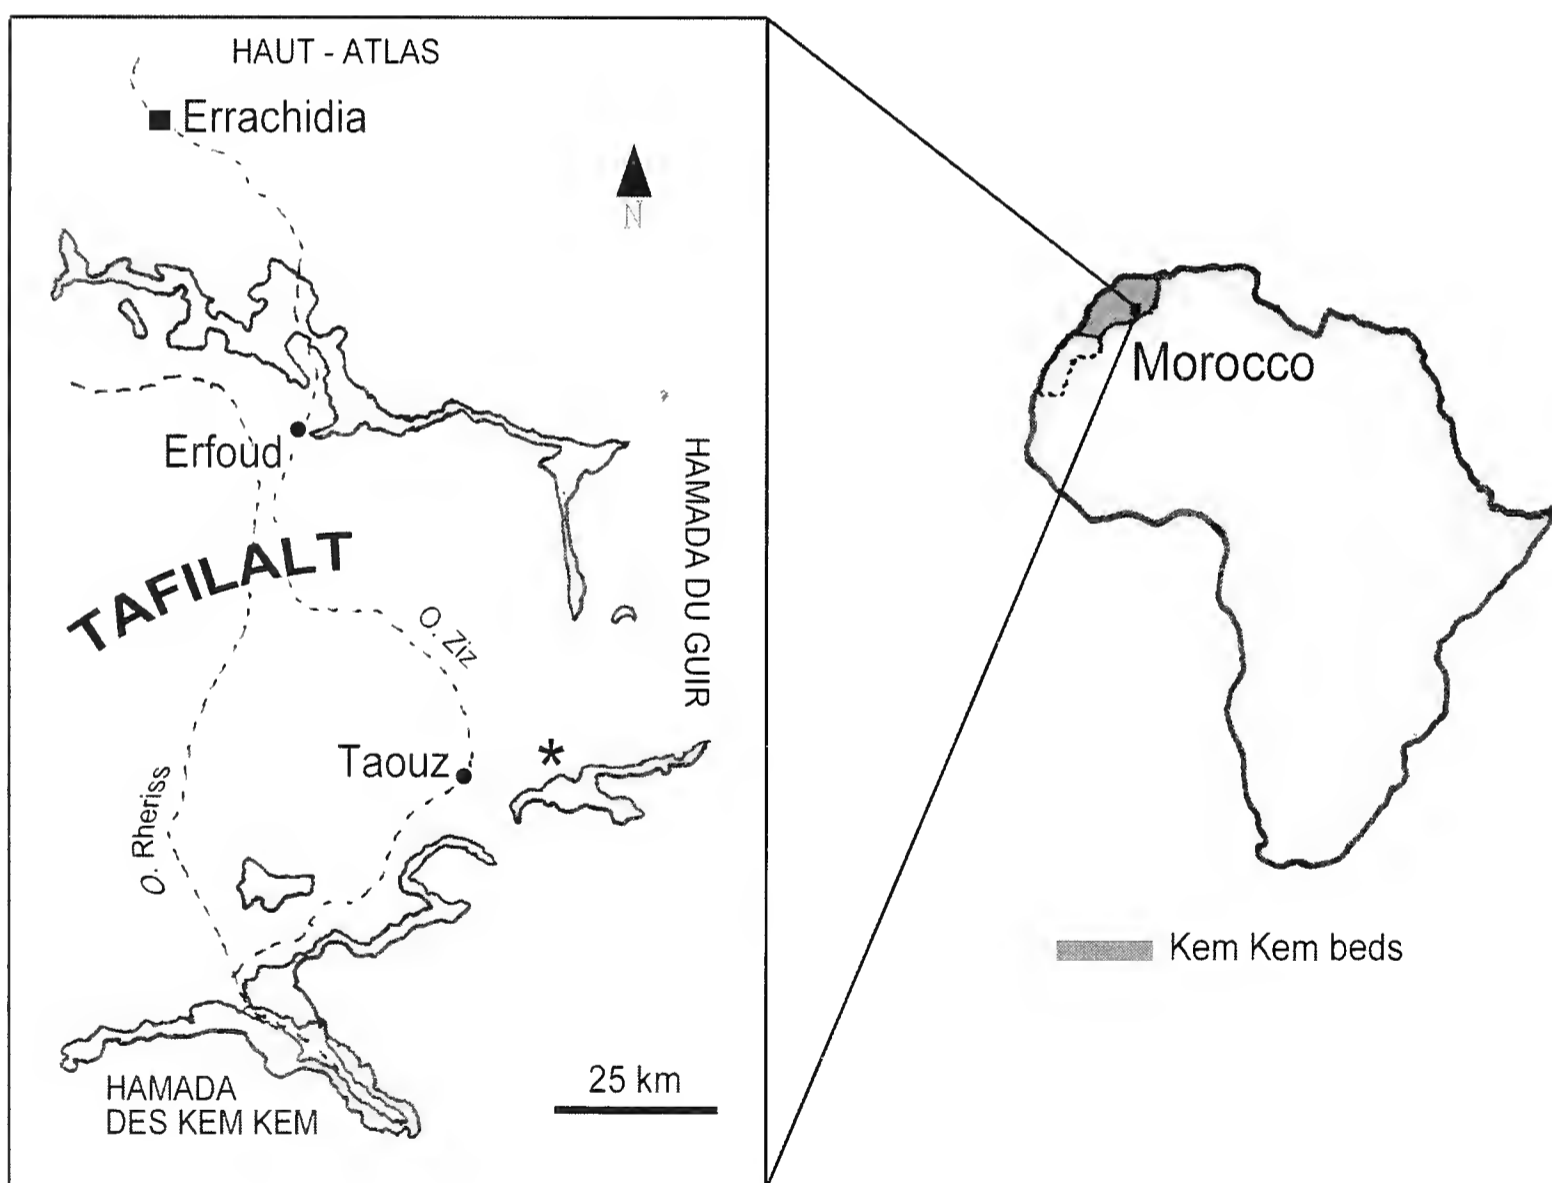 HAUT - ATLAS
Errachidia
N
Erfoud
TAFILALT
HAMADA DU GUIR
O. Ziz
Taouz
*
O. Rheriss
HAMADA
DES KEM KEM
25 km
Morocco
Kem Kem beds